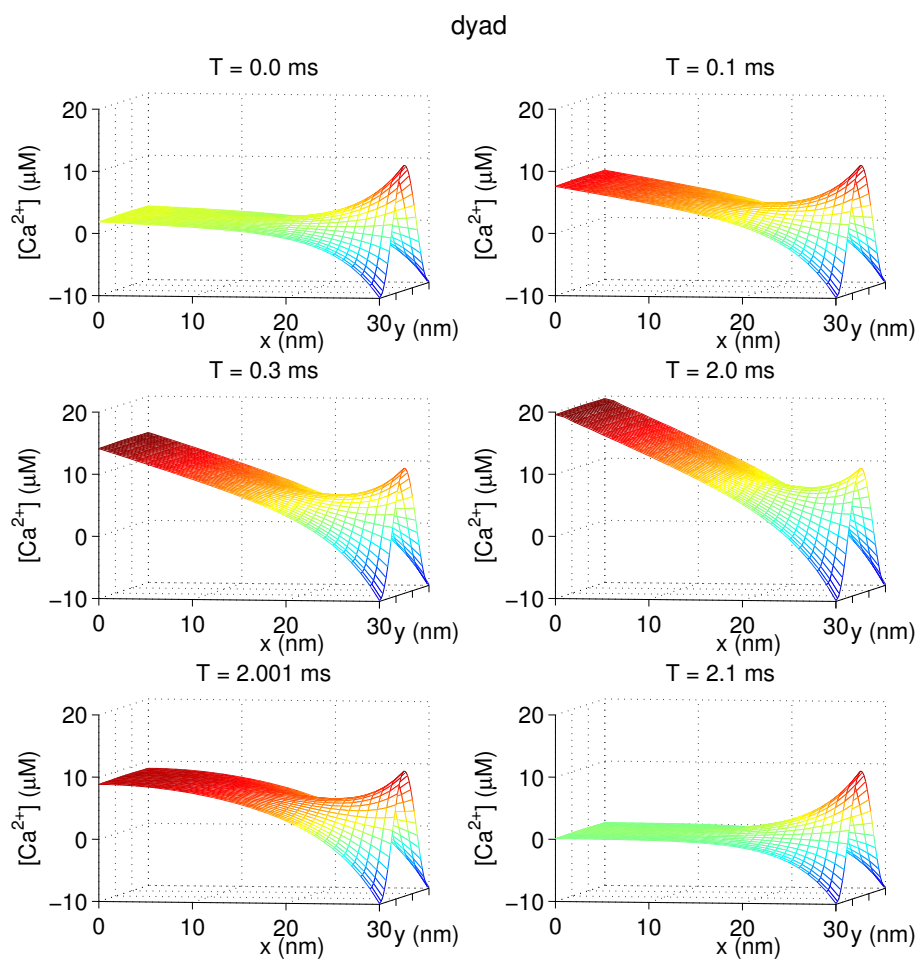 dyad
T = 0.0 ms
20
10
0
−10
[Ca²⁺] (μM)
0
10
20
30
x (nm)
y (nm)
T = 0.1 ms
20
10
0
−10
[Ca²⁺] (μM)
0
10
20
30
x (nm)
y (nm)
T = 0.3 ms
20
10
0
−10
[Ca²⁺] (μM)
0
10
20
30
x (nm)
y (nm)
T = 2.0 ms
20
10
0
−10
[Ca²⁺] (μM)
0
10
20
30
x (nm)
y (nm)
T = 2.001 ms
20
10
0
−10
[Ca²⁺] (μM)
0
10
20
30
x (nm)
y (nm)
T = 2.1 ms
20
10
0
−10
[Ca²⁺] (μM)
0
10
20
30
x (nm)
y (nm)